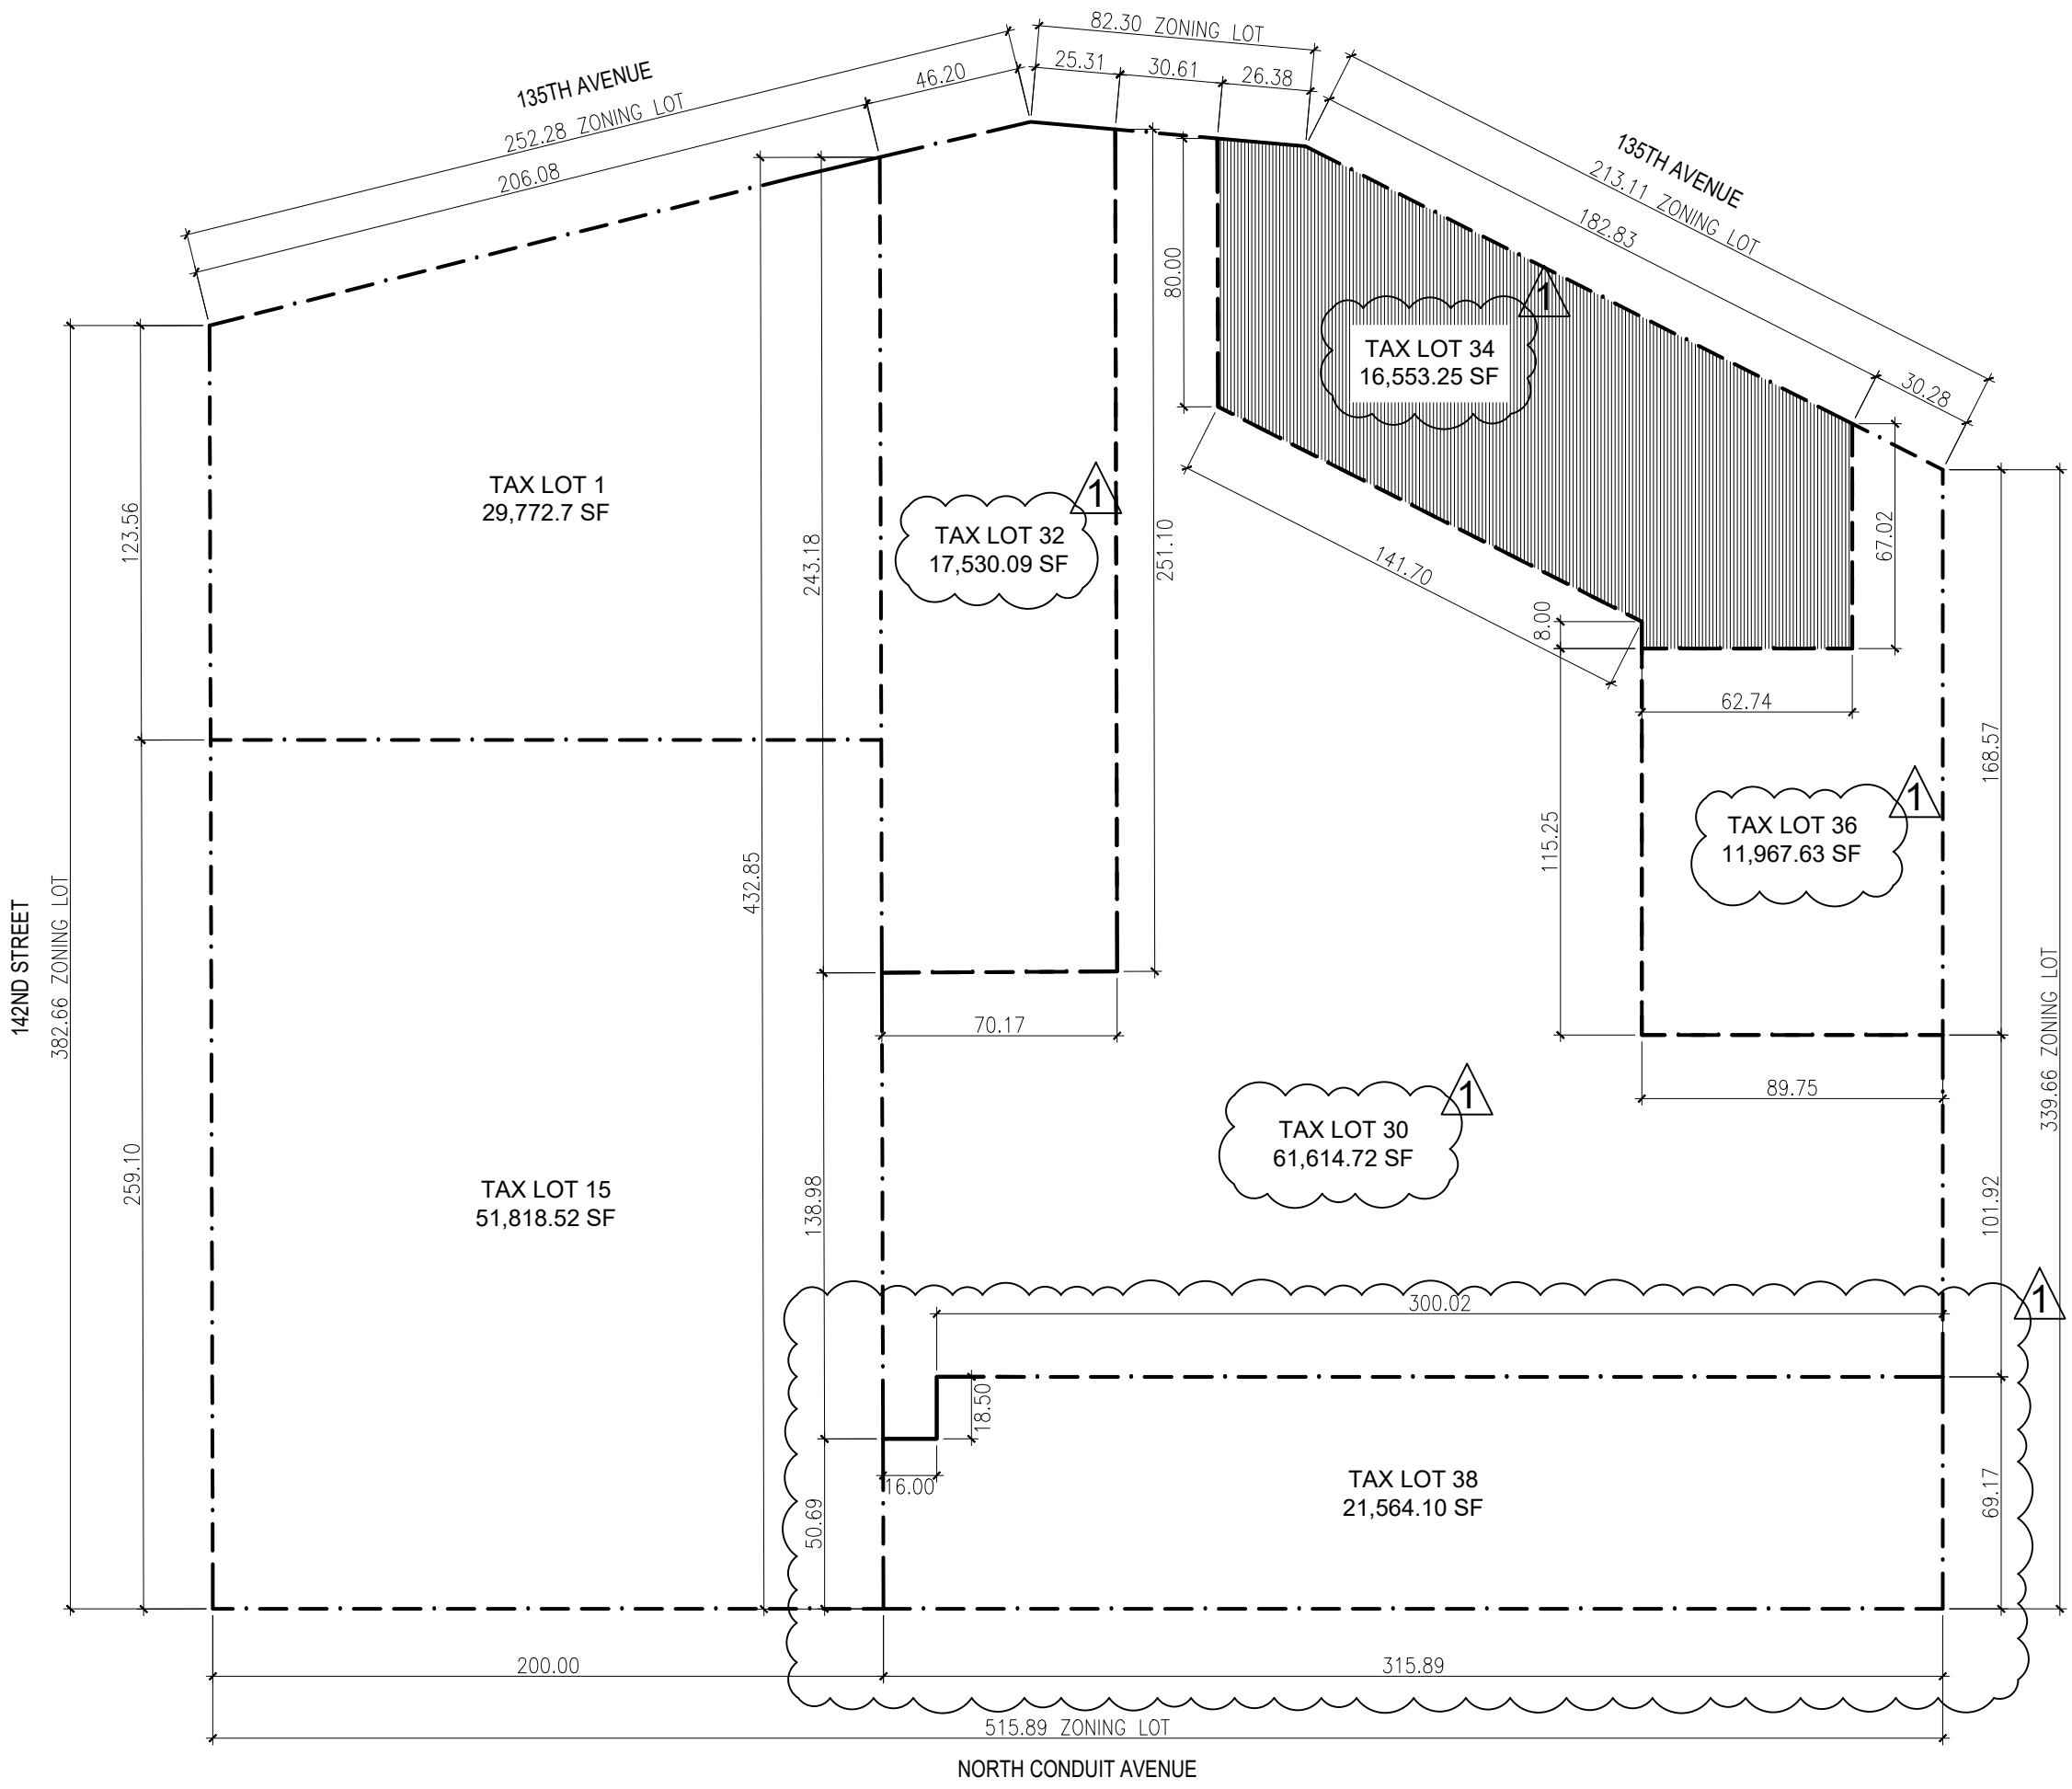 82.30 ZONING LOT
25.31
30.61
26.38
135TH AVENUE
252.28 ZONING LOT
46.20
206.08
135TH AVENUE
213.11 ZONING LOT
182.83
30.28
80.00
1
TAX LOT 34
16,553.25 SF
67.02
TAX LOT 1
29,772.7 SF
123.56
243.18
1
TAX LOT 32
17,530.09 SF
251.10
141.70
8.00
62.74
168.57
1
TAX LOT 36
11,967.63 SF
115.25
432.85
142ND STREET
382.66 ZONING LOT
70.17
89.75
339.66 ZONING LOT
1
TAX LOT 30
61,614.72 SF
259.10
TAX LOT 15
51,818.52 SF
138.98
101.92
1
300.02
18.50
16.00
50.69
TAX LOT 38
21,564.10 SF
69.17
200.00
315.89
515.89 ZONING LOT
NORTH CONDUIT AVENUE